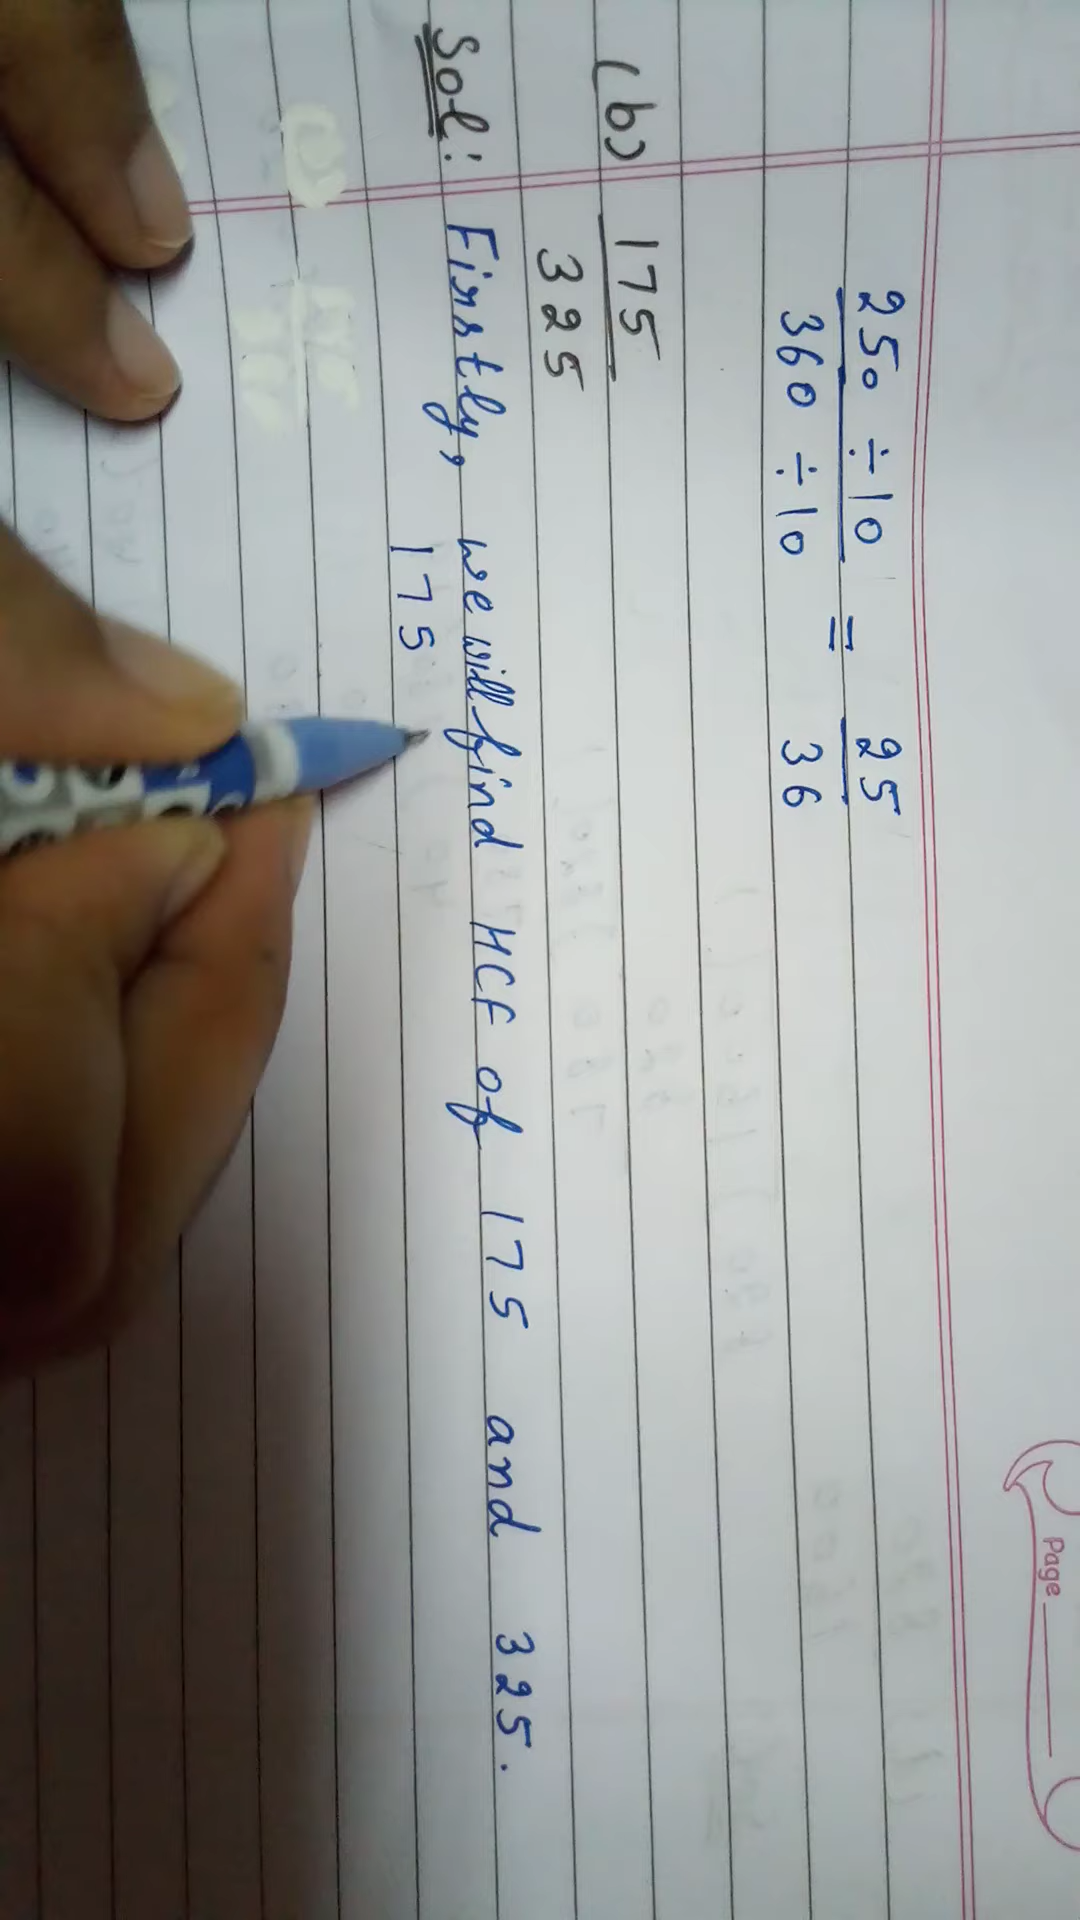 Page
250 ÷ 10 = 25
360 ÷ 10 36
(b) 175
325
Sol: Firstly, we will find HCF of 175 and 325.
175